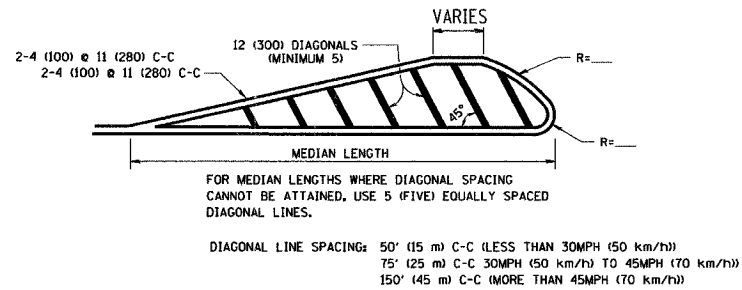 VARIES
2-4 (100) @ 11 (280) C-C
2-4 (100) @ 11 (280) C-C
12 (300) DIAGONALS
(MINIMUM 5)
R=___
45°
R=___
MEDIAN LENGTH
FOR MEDIAN LENGTHS WHERE DIAGONAL SPACING
CANNOT BE ATTAINED, USE 5 (FIVE) EQUALLY SPACED
DIAGONAL LINES.
DIAGONAL LINE SPACING: 50' (15 m) C-C (LESS THAN 30MPH (50 km/h))
75' (25 m) C-C 30MPH (50 km/h) TO 45MPH (70 km/h))
150' (45 m) C-C (MORE THAN 45MPH (70 km/h))